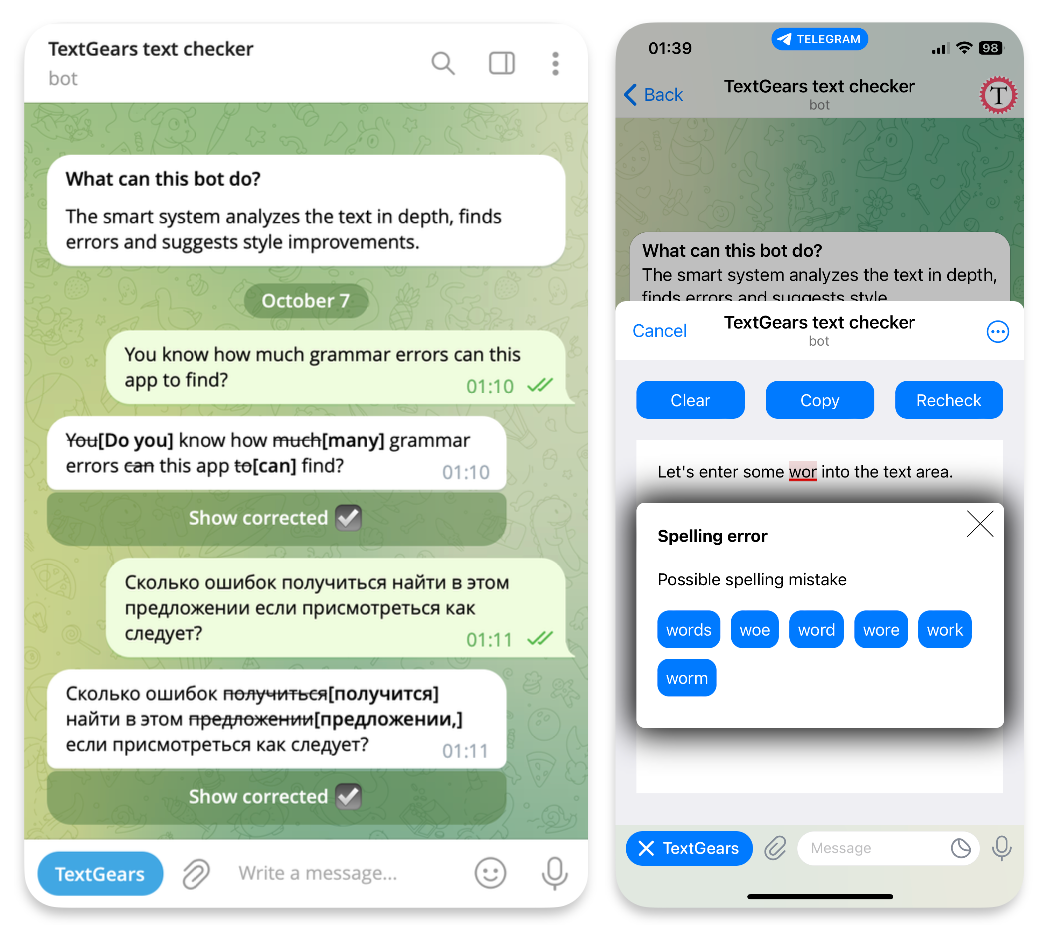 TextGears text checker
bot
What can this bot do?
The smart system analyzes the text in depth, finds
errors and suggests style improvements.
October 7
You know how much grammar errors can this
app to find?
01:10
You[Do you] know how much[many] grammar
errors can this app to[can] find?
01:10
Show corrected
Сколько ошибок получиться найти в этом
предложении если присмотреться как
следует?
01:11
Сколько ошибок получиться[получится]
найти в этом предложении[предложении,]
если присмотреться как следует?
01:11
Show corrected
TextGears
Write a message...
01:39
TELEGRAM
98
Back
TextGears text checker
bot
T
What can this bot do?
The smart system analyzes the text in depth,
finds errors and suggests style
Cancel
TextGears text checker
bot
Clear
Copy
Recheck
Let's enter some wor into the text area.
Spelling error
Possible spelling mistake
words
woe
word
wore
work
worm
TextGears
Message